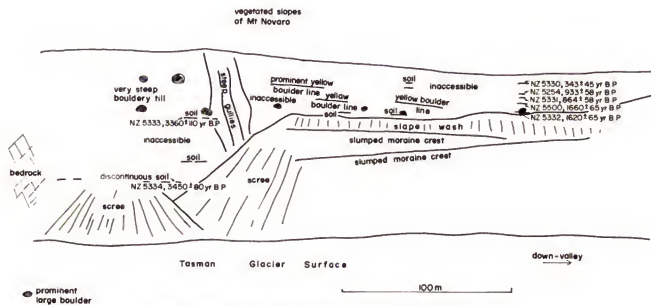 vegetated slopes
of Mt Novaro
very steep
bouldery till
steep
gullies
prominent yellow
boulder line
inaccessible
yellow
boulder line
soil
soil
inaccessible
yellow boulder
line
soil
NZ 5330, 343±45 yr B.P
NZ 5254, 933±58 yr B.P
NZ 5331, 864±58 yr B.P
NZ 5500, 1660±65 yr B.P
NZ 5332, 1620±65 yr B.P
soil
NZ 5333, 3360±110 yr B.P
inaccessible
slope wash
slumped moraine crest
slumped moraine crest
soil
bedrock
discontinuous soil
NZ 5334, 3450±80 yr B.P
scree
scree
Tasman Glacier Surface
down-valley
100m
prominent
large boulder